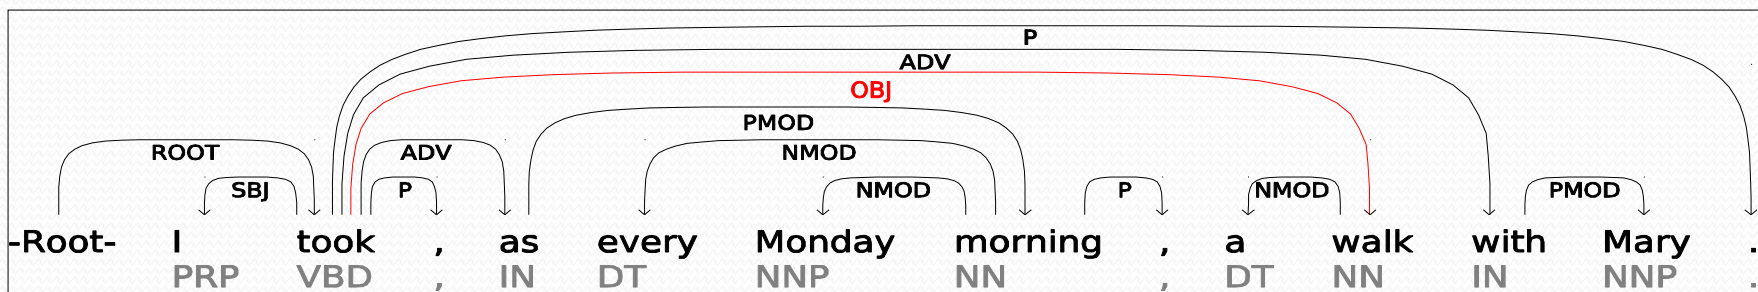 P
ADV
OBJ
PMOD
ROOT ADV NMOD
SBJ P NMOD P NMOD PMOD
-Root- I took , as every Monday morning , a walk with Mary .
PRP VBD , IN DT NNP NN , DT NN IN NNP .